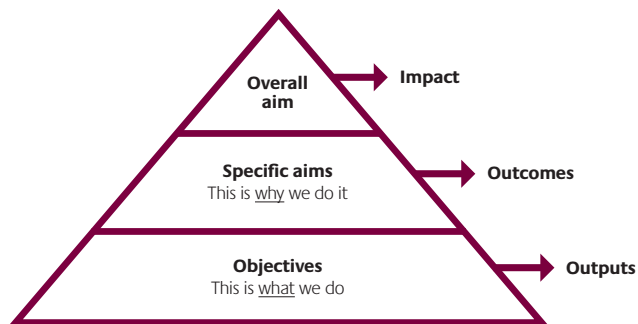 Overall
aim
Impact
Specific aims
This is why we do it
Outcomes
Objectives
This is what we do
Outputs